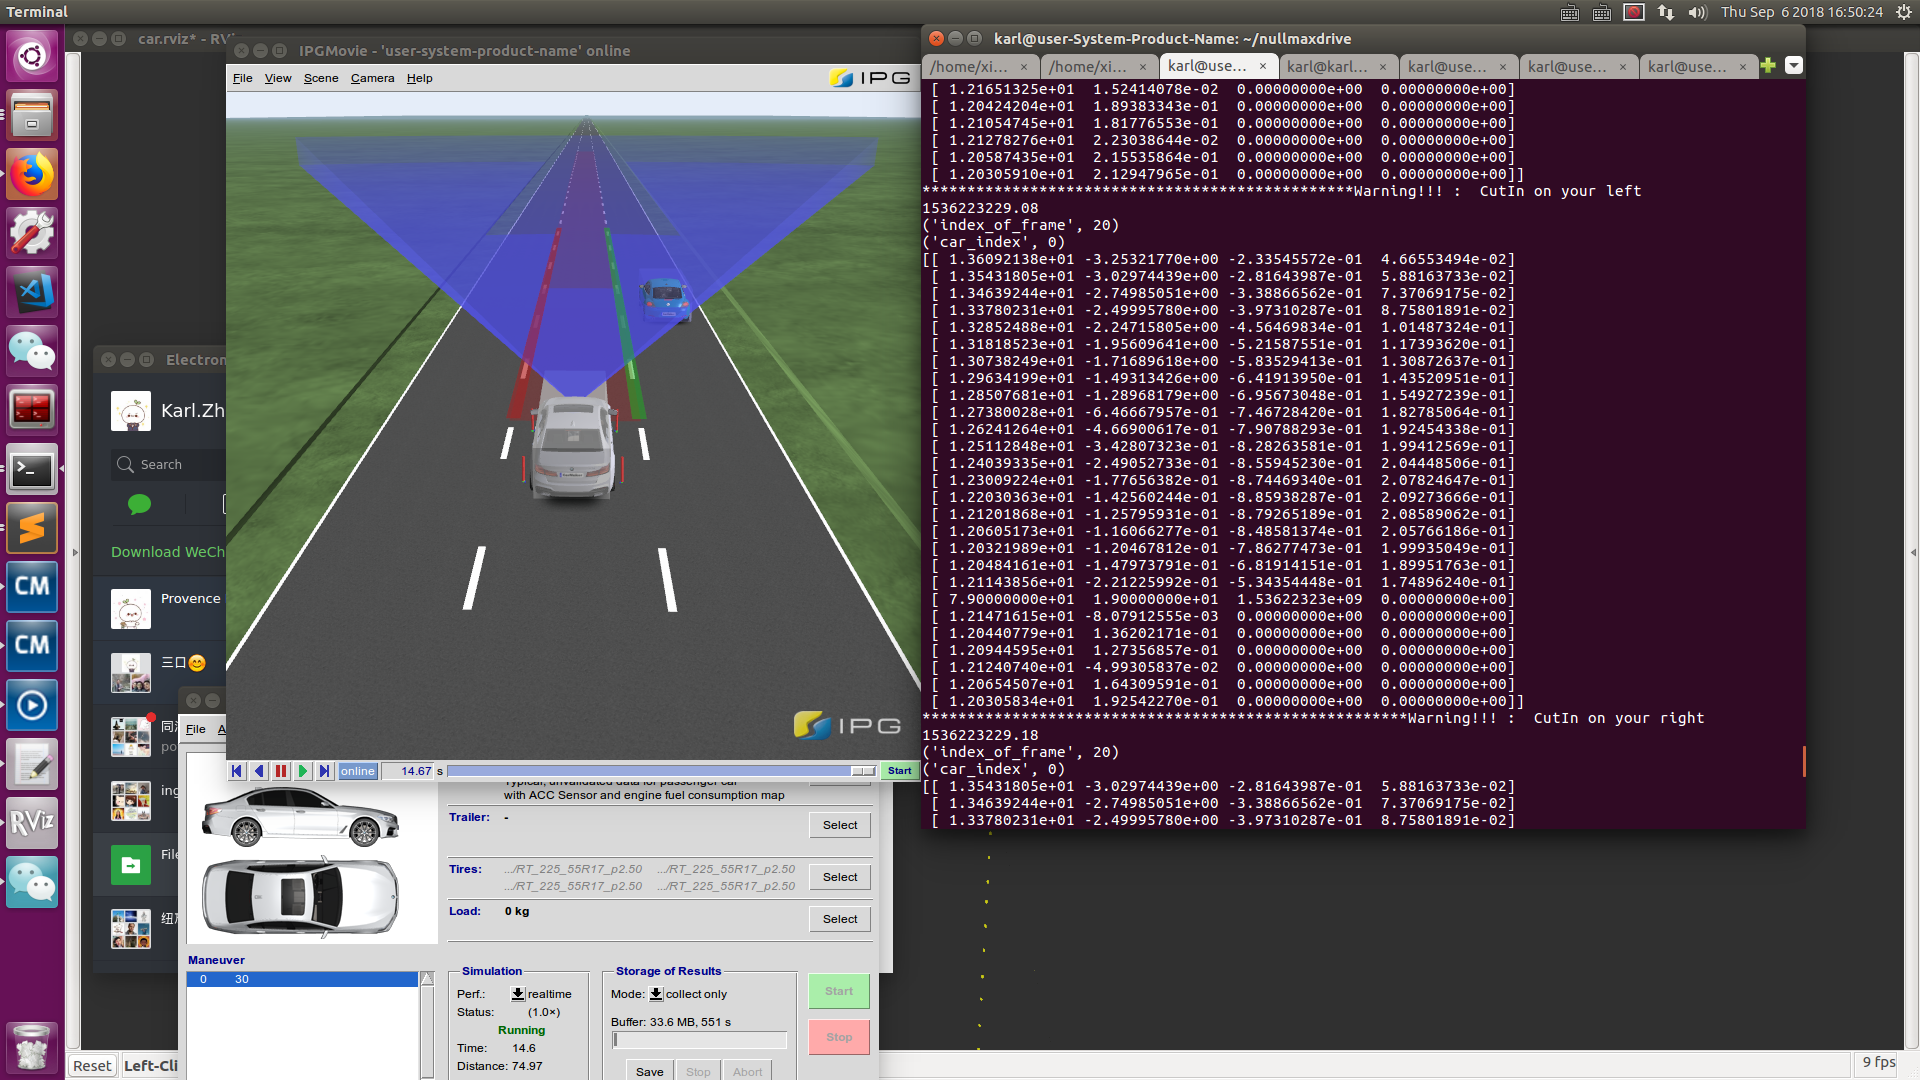 Terminal
Thu Sep 6 2018 16:50:24
car.rviz* - RVi
IPGMovie - 'user-system-product-name' online
File View Scene Camera Help
IPG
IPG
online 14.67 s Start
karl@user-System-Product-Name: ~/nullmaxdrive
/home/xi... × /home/xi... × karl@use... × karl@karl... × karl@use... × karl@use... × karl@use... ×
[ 1.21651325e+01 1.52414078e-02 0.00000000e+00 0.00000000e+00]
[ 1.20424204e+01 1.89383343e-01 0.00000000e+00 0.00000000e+00]
[ 1.21054745e+01 1.81776553e-01 0.00000000e+00 0.00000000e+00]
[ 1.21278276e+01 2.23038644e-02 0.00000000e+00 0.00000000e+00]
[ 1.20587435e+01 2.15535864e-01 0.00000000e+00 0.00000000e+00]
[ 1.20305910e+01 2.12947965e-01 0.00000000e+00 0.00000000e+00]]
************************************************Warning!!! : CutIn on your left
1536223229.08
('index_of_frame', 20)
('car_index', 0)
[[ 1.36092138e+01 -3.25321770e+00 -2.33545572e-01 4.66553494e-02]
[ 1.35431805e+01 -3.02974439e+00 -2.81643987e-01 5.88163733e-02]
[ 1.34639244e+01 -2.74985051e+00 -3.38866562e-01 7.37069175e-02]
[ 1.33780231e+01 -2.49995780e+00 -3.97310287e-01 8.75801891e-02]
[ 1.32852488e+01 -2.24715805e+00 -4.56469834e-01 1.01487324e-01]
[ 1.31818523e+01 -1.95609641e+00 -5.21587551e-01 1.17393620e-01]
[ 1.30738249e+01 -1.71689618e+00 -5.83529413e-01 1.30872637e-01]
[ 1.29634199e+01 -1.49313426e+00 -6.41913950e-01 1.43520951e-01]
[ 1.28507681e+01 -1.28968179e+00 -6.95673048e-01 1.54927239e-01]
[ 1.27380028e+01 -6.46667957e-01 -7.46728420e-01 1.82785064e-01]
[ 1.26241264e+01 -4.66900617e-01 -7.90788293e-01 1.92454338e-01]
[ 1.25112848e+01 -3.42807323e-01 -8.28263581e-01 1.99412569e-01]
[ 1.24039335e+01 -2.49052733e-01 -8.55945230e-01 2.04448506e-01]
[ 1.23009224e+01 -1.77656382e-01 -8.74469340e-01 2.07824647e-01]
[ 1.22030363e+01 -1.42560244e-01 -8.85938287e-01 2.09273666e-01]
[ 1.21201868e+01 -1.25795931e-01 -8.79265189e-01 2.08589062e-01]
[ 1.20605173e+01 -1.16066277e-01 -8.48581374e-01 2.05766186e-01]
[ 1.20321989e+01 -1.20467812e-01 -7.86277473e-01 1.99935049e-01]
[ 1.20484161e+01 -1.47973791e-01 -6.81914151e-01 1.89951763e-01]
[ 1.21143856e+01 -2.21225992e-01 -5.34354448e-01 1.74896240e-01]
[ 7.90000000e+01 1.90000000e+01 1.53622323e+09 0.00000000e+00]
[ 1.21471615e+01 -8.07912555e-03 0.00000000e+00 0.00000000e+00]
[ 1.20440779e+01 1.36202171e-01 0.00000000e+00 0.00000000e+00]
[ 1.20944595e+01 1.27356857e-01 0.00000000e+00 0.00000000e+00]
[ 1.21240740e+01 -4.99305837e-02 0.00000000e+00 0.00000000e+00]
[ 1.20654507e+01 1.64309591e-01 0.00000000e+00 0.00000000e+00]
[ 1.20305834e+01 1.92542270e-01 0.00000000e+00 0.00000000e+00]]
******************************************************Warning!!! : CutIn on your right
1536223229.18
('index_of_frame', 20)
('car_index', 0)
[[ 1.35431805e+01 -3.02974439e+00 -2.81643987e-01 5.88163733e-02]
[ 1.34639244e+01 -2.74985051e+00 -3.38866562e-01 7.37069175e-02]
[ 1.33780231e+01 -2.49995780e+00 -3.97310287e-01 8.75801891e-02]
Electron
Karl.Zh
Search
Download WeCh
Provence
三口😊
同
po
ing
File
CM
CM
RViz
File A
Typical, unvalidated data for passenger car
with ACC Sensor and engine fuel consumption map
Trailer: - Select
Tires: .../RT_225_55R17_p2.50 .../RT_225_55R17_p2.50 Select
.../RT_225_55R17_p2.50 .../RT_225_55R17_p2.50
Load: 0 kg Select
Maneuver
0 30
Simulation
Perf.: realtime
Status: (1.0×)
Running
Time: 14.6
Distance: 74.97
Storage of Results
Mode: collect only
Buffer: 33.6 MB, 551 s
Save Stop Abort
Start
Stop
Reset Left-Cli
9 fps